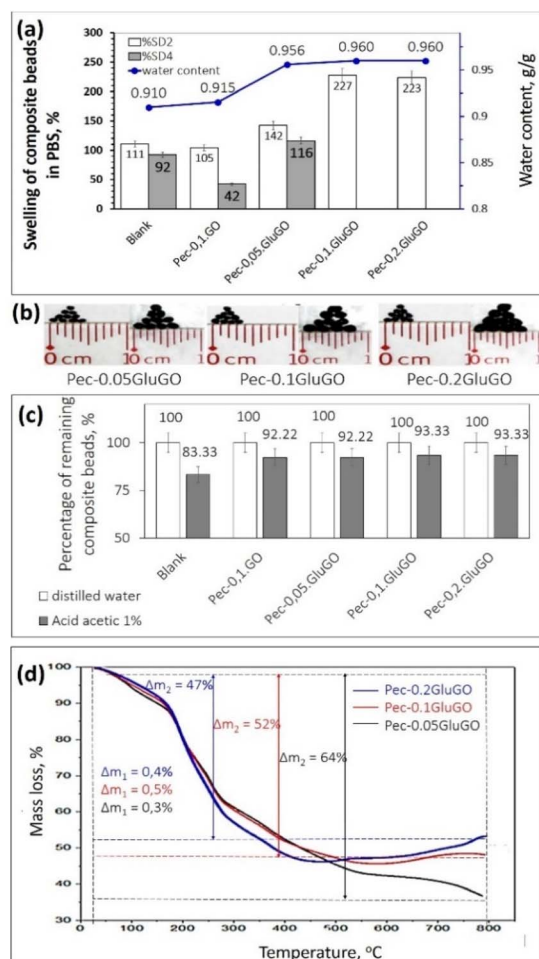 (a)
300
250
200
150
100
50
0
Swelling of composite beads
in PBS, %
%SD2
%SD4
water content
0.910
0.915
0.956
0.960
0.960
111
92
105
42
142
116
227
223
0.95
0.9
0.85
0.8
Water content, g/g
Blank
Pec-0,1.GO
Pec-0,05.GluGO
Pec-0,1.GluGO
Pec-0,2.GluGO
(b)
0 cm
Pec-0.05GluGO
0 cm
Pec-0.1GluGO
0 cm
Pec-0.2GluGO
(c)
Percentage of remaining
composite beads, %
100
75
50
100
83.33
100
92.22
100
92.22
100
93.33
100
93.33
Blank
Pec-0,1.GO
Pec-0,05.GluGO
Pec-0,1.GluGO
Pec-0,2.GluGO
distilled water
Acid acetic 1%
(d)
100
90
80
70
60
50
40
30
Mass loss, %
Δm2 = 47%
Δm2 = 52%
Δm2 = 64%
Pec-0.2GluGO
Pec-0.1GluGO
Pec-0.05GluGO
Δm1 = 0,4%
Δm1 = 0,5%
Δm1 = 0,3%
0 100 200 300 400 500 600 700 800
Temperature, °C